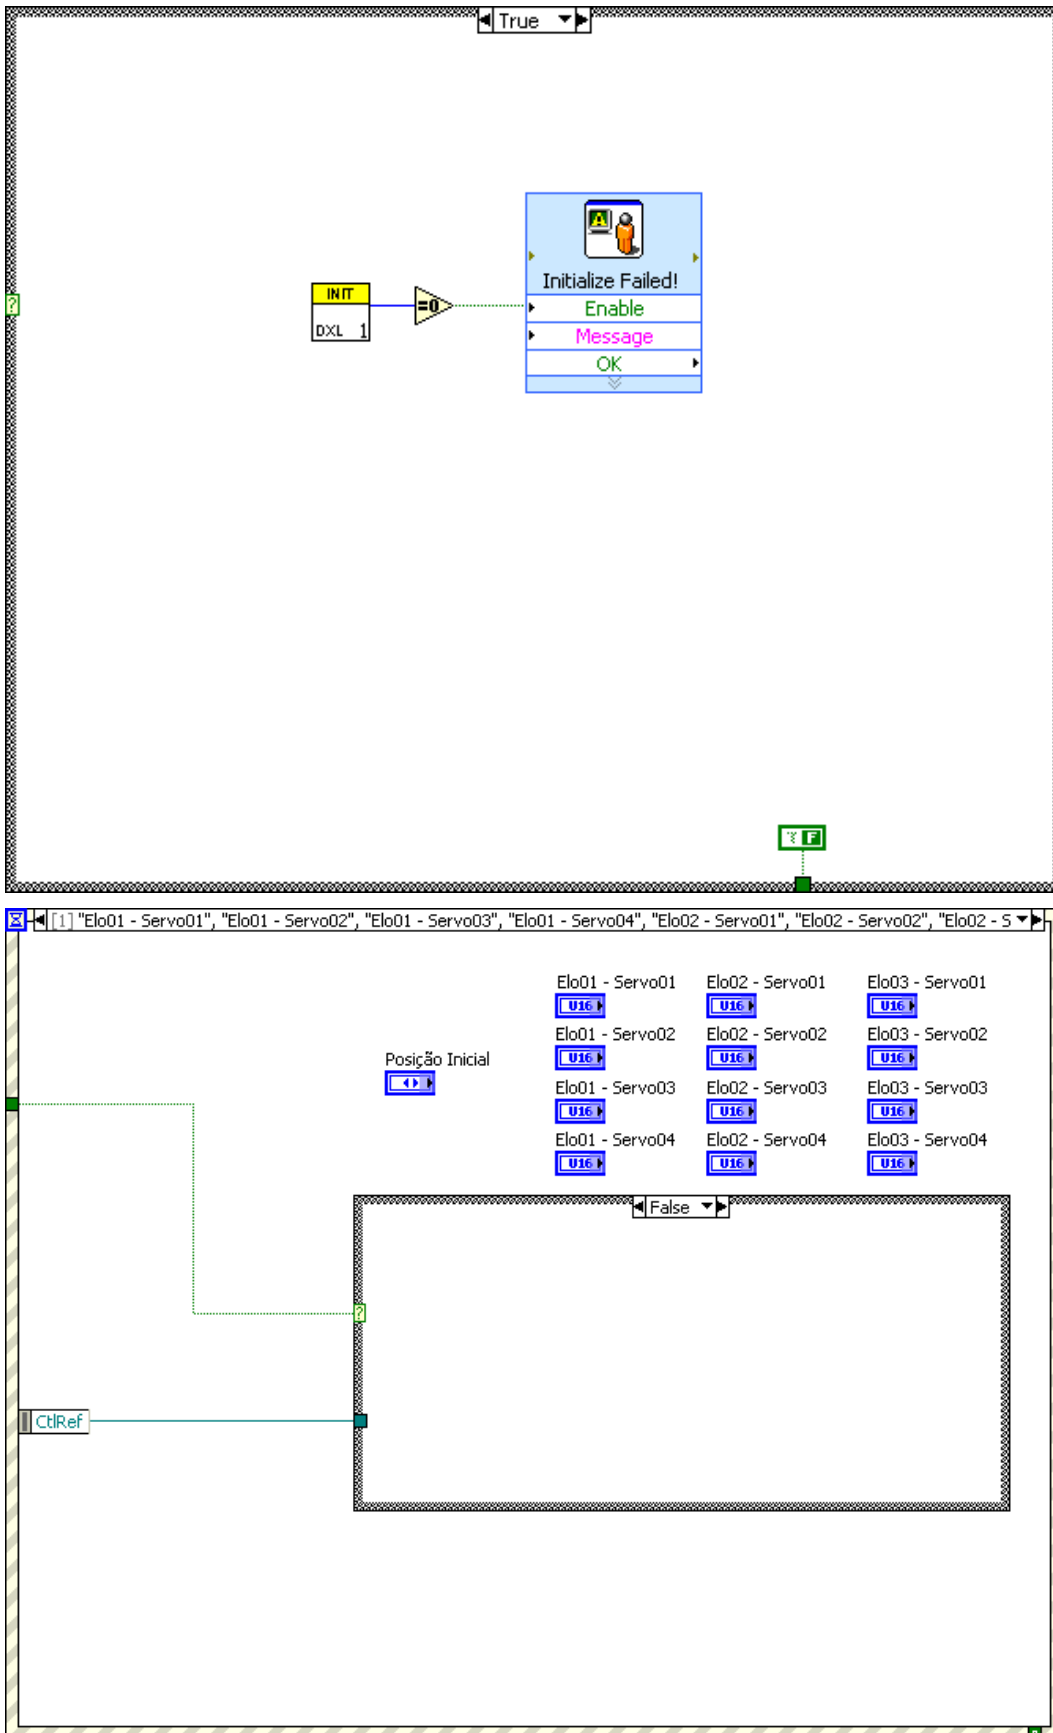 True
INIT
DXL 1
=0
Initialize Failed!
Enable
Message
OK
?
F
[1] "Elo01 - Servo01", "Elo01 - Servo02", "Elo01 - Servo03", "Elo01 - Servo04", "Elo02 - Servo01", "Elo02 - Servo02", "Elo02 - S
Elo01 - Servo01 Elo02 - Servo01 Elo03 - Servo01
U16 U16 U16
Elo01 - Servo02 Elo02 - Servo02 Elo03 - Servo02
Posição Inicial
U16 U16 U16
Elo01 - Servo03 Elo02 - Servo03 Elo03 - Servo03
U16 U16 U16
Elo01 - Servo04 Elo02 - Servo04 Elo03 - Servo04
U16 U16 U16
False
?
CtlRef